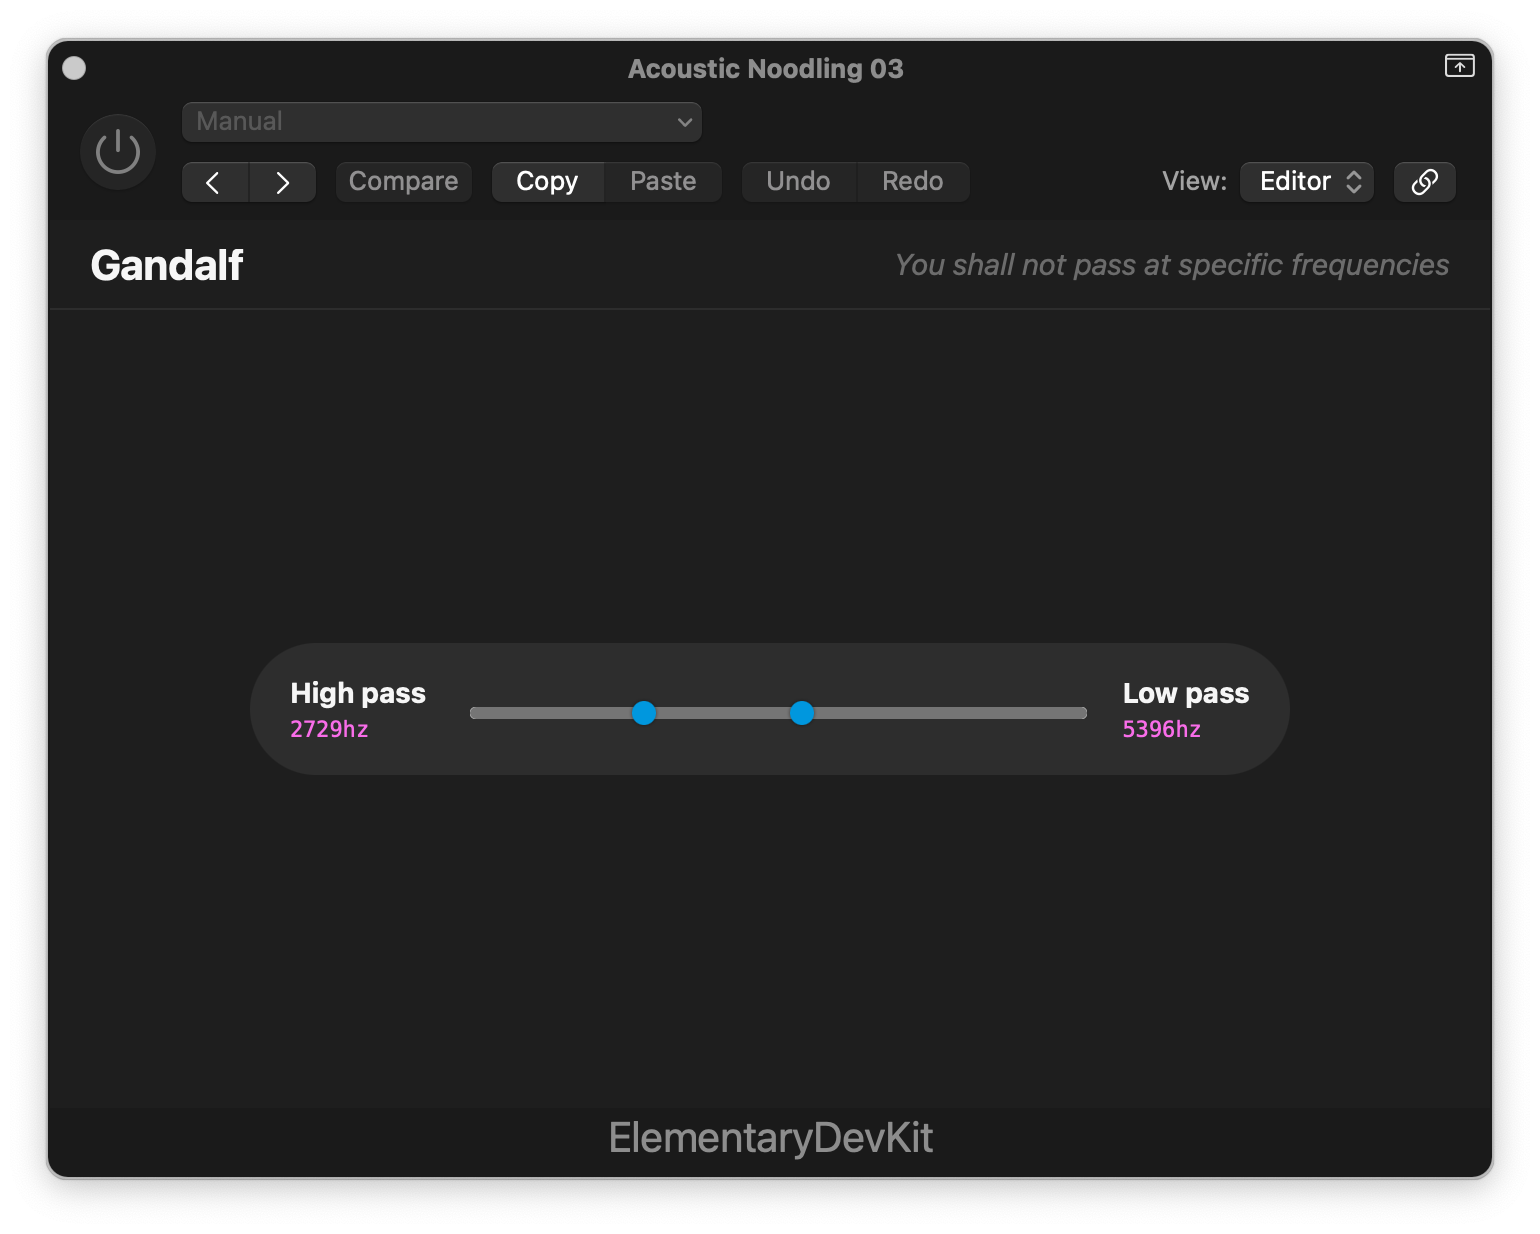 Acoustic Noodling 03
Manual
Compare Copy Paste Undo Redo View: Editor
Gandalf You shall not pass at specific frequencies
High pass Low pass
2729hz 5396hz
ElementaryDevKit